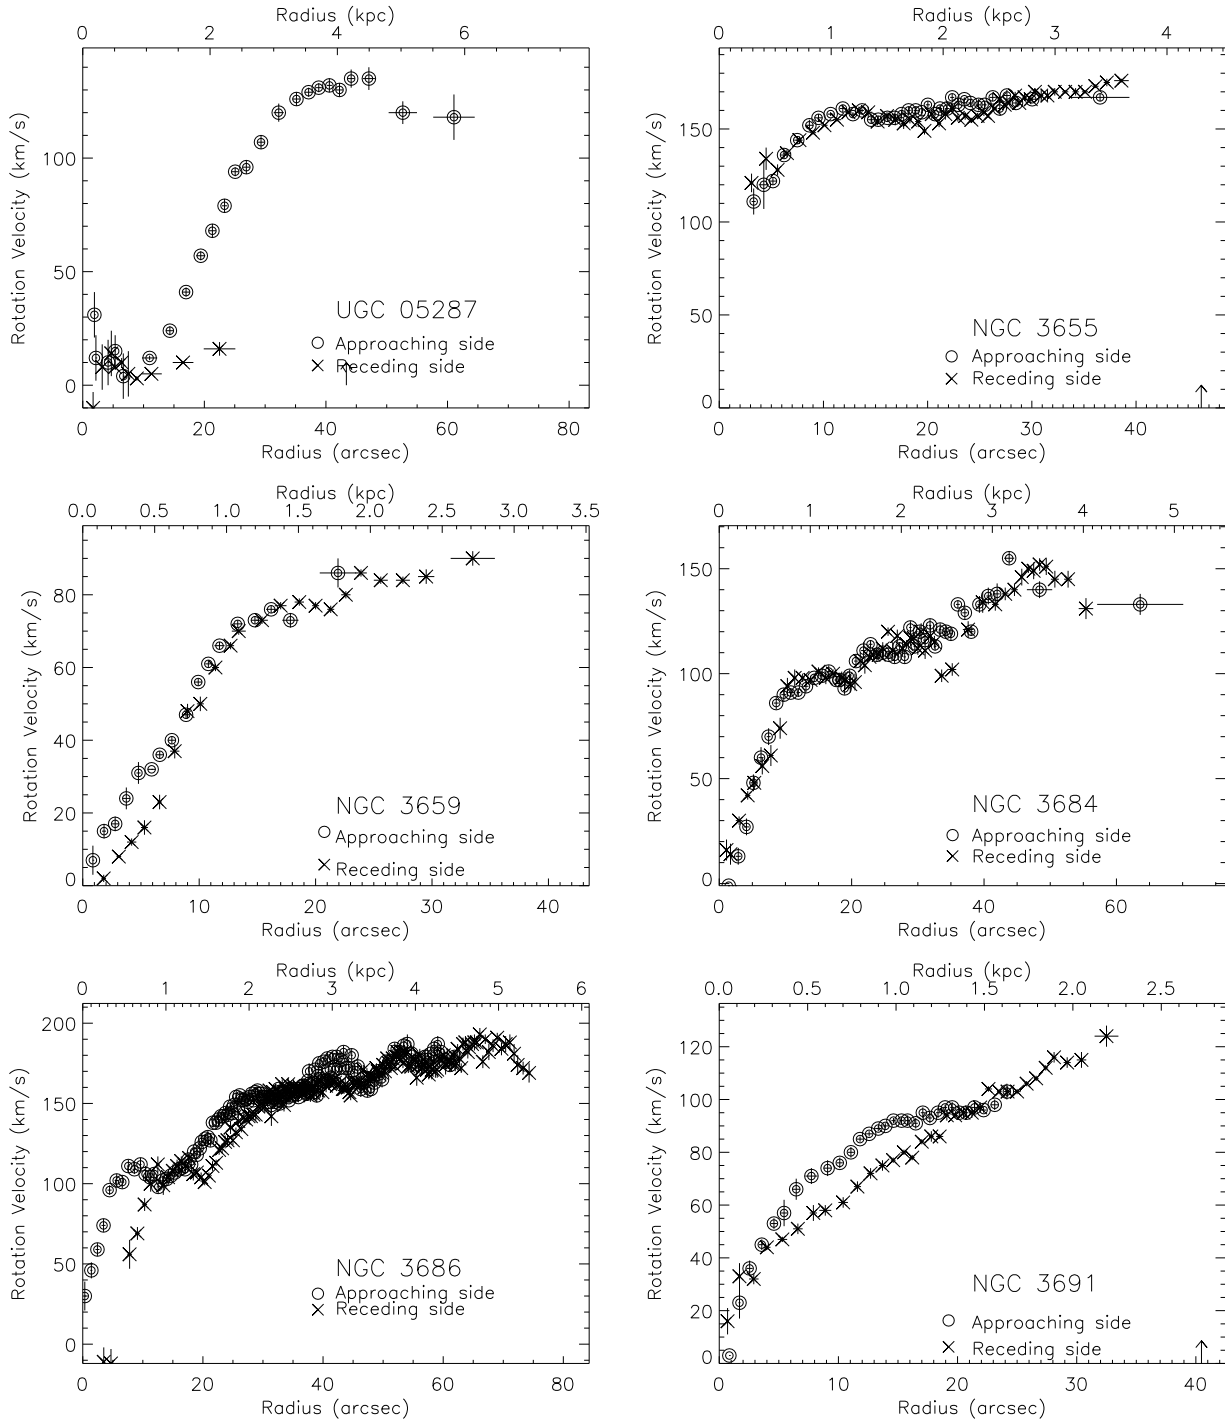 Radius (kpc)
0 2 4 6
Rotation Velocity (km/s)
100
50
0
UGC 05287
Approaching side
Receding side
0 20 40 60 80
Radius (arcsec)
Radius (kpc)
0 1 2 3 4
Rotation Velocity (km/s)
150
100
50
0
NGC 3655
Approaching side
Receding side
0 10 20 30 40
Radius (arcsec)
Radius (kpc)
0.0 0.5 1.0 1.5 2.0 2.5 3.0 3.5
Rotation Velocity (km/s)
80
60
40
20
0
NGC 3659
Approaching side
Receding side
0 10 20 30 40
Radius (arcsec)
Radius (kpc)
0 1 2 3 4 5
Rotation Velocity (km/s)
150
100
50
0
NGC 3684
Approaching side
Receding side
0 20 40 60
Radius (arcsec)
Radius (kpc)
0 1 2 3 4 5 6
Rotation Velocity (km/s)
200
150
100
50
0
NGC 3686
Approaching side
Receding side
0 20 40 60 80
Radius (arcsec)
Radius (kpc)
0.0 0.5 1.0 1.5 2.0 2.5
Rotation Velocity (km/s)
120
100
80
60
40
20
0
NGC 3691
Approaching side
Receding side
0 10 20 30 40
Radius (arcsec)